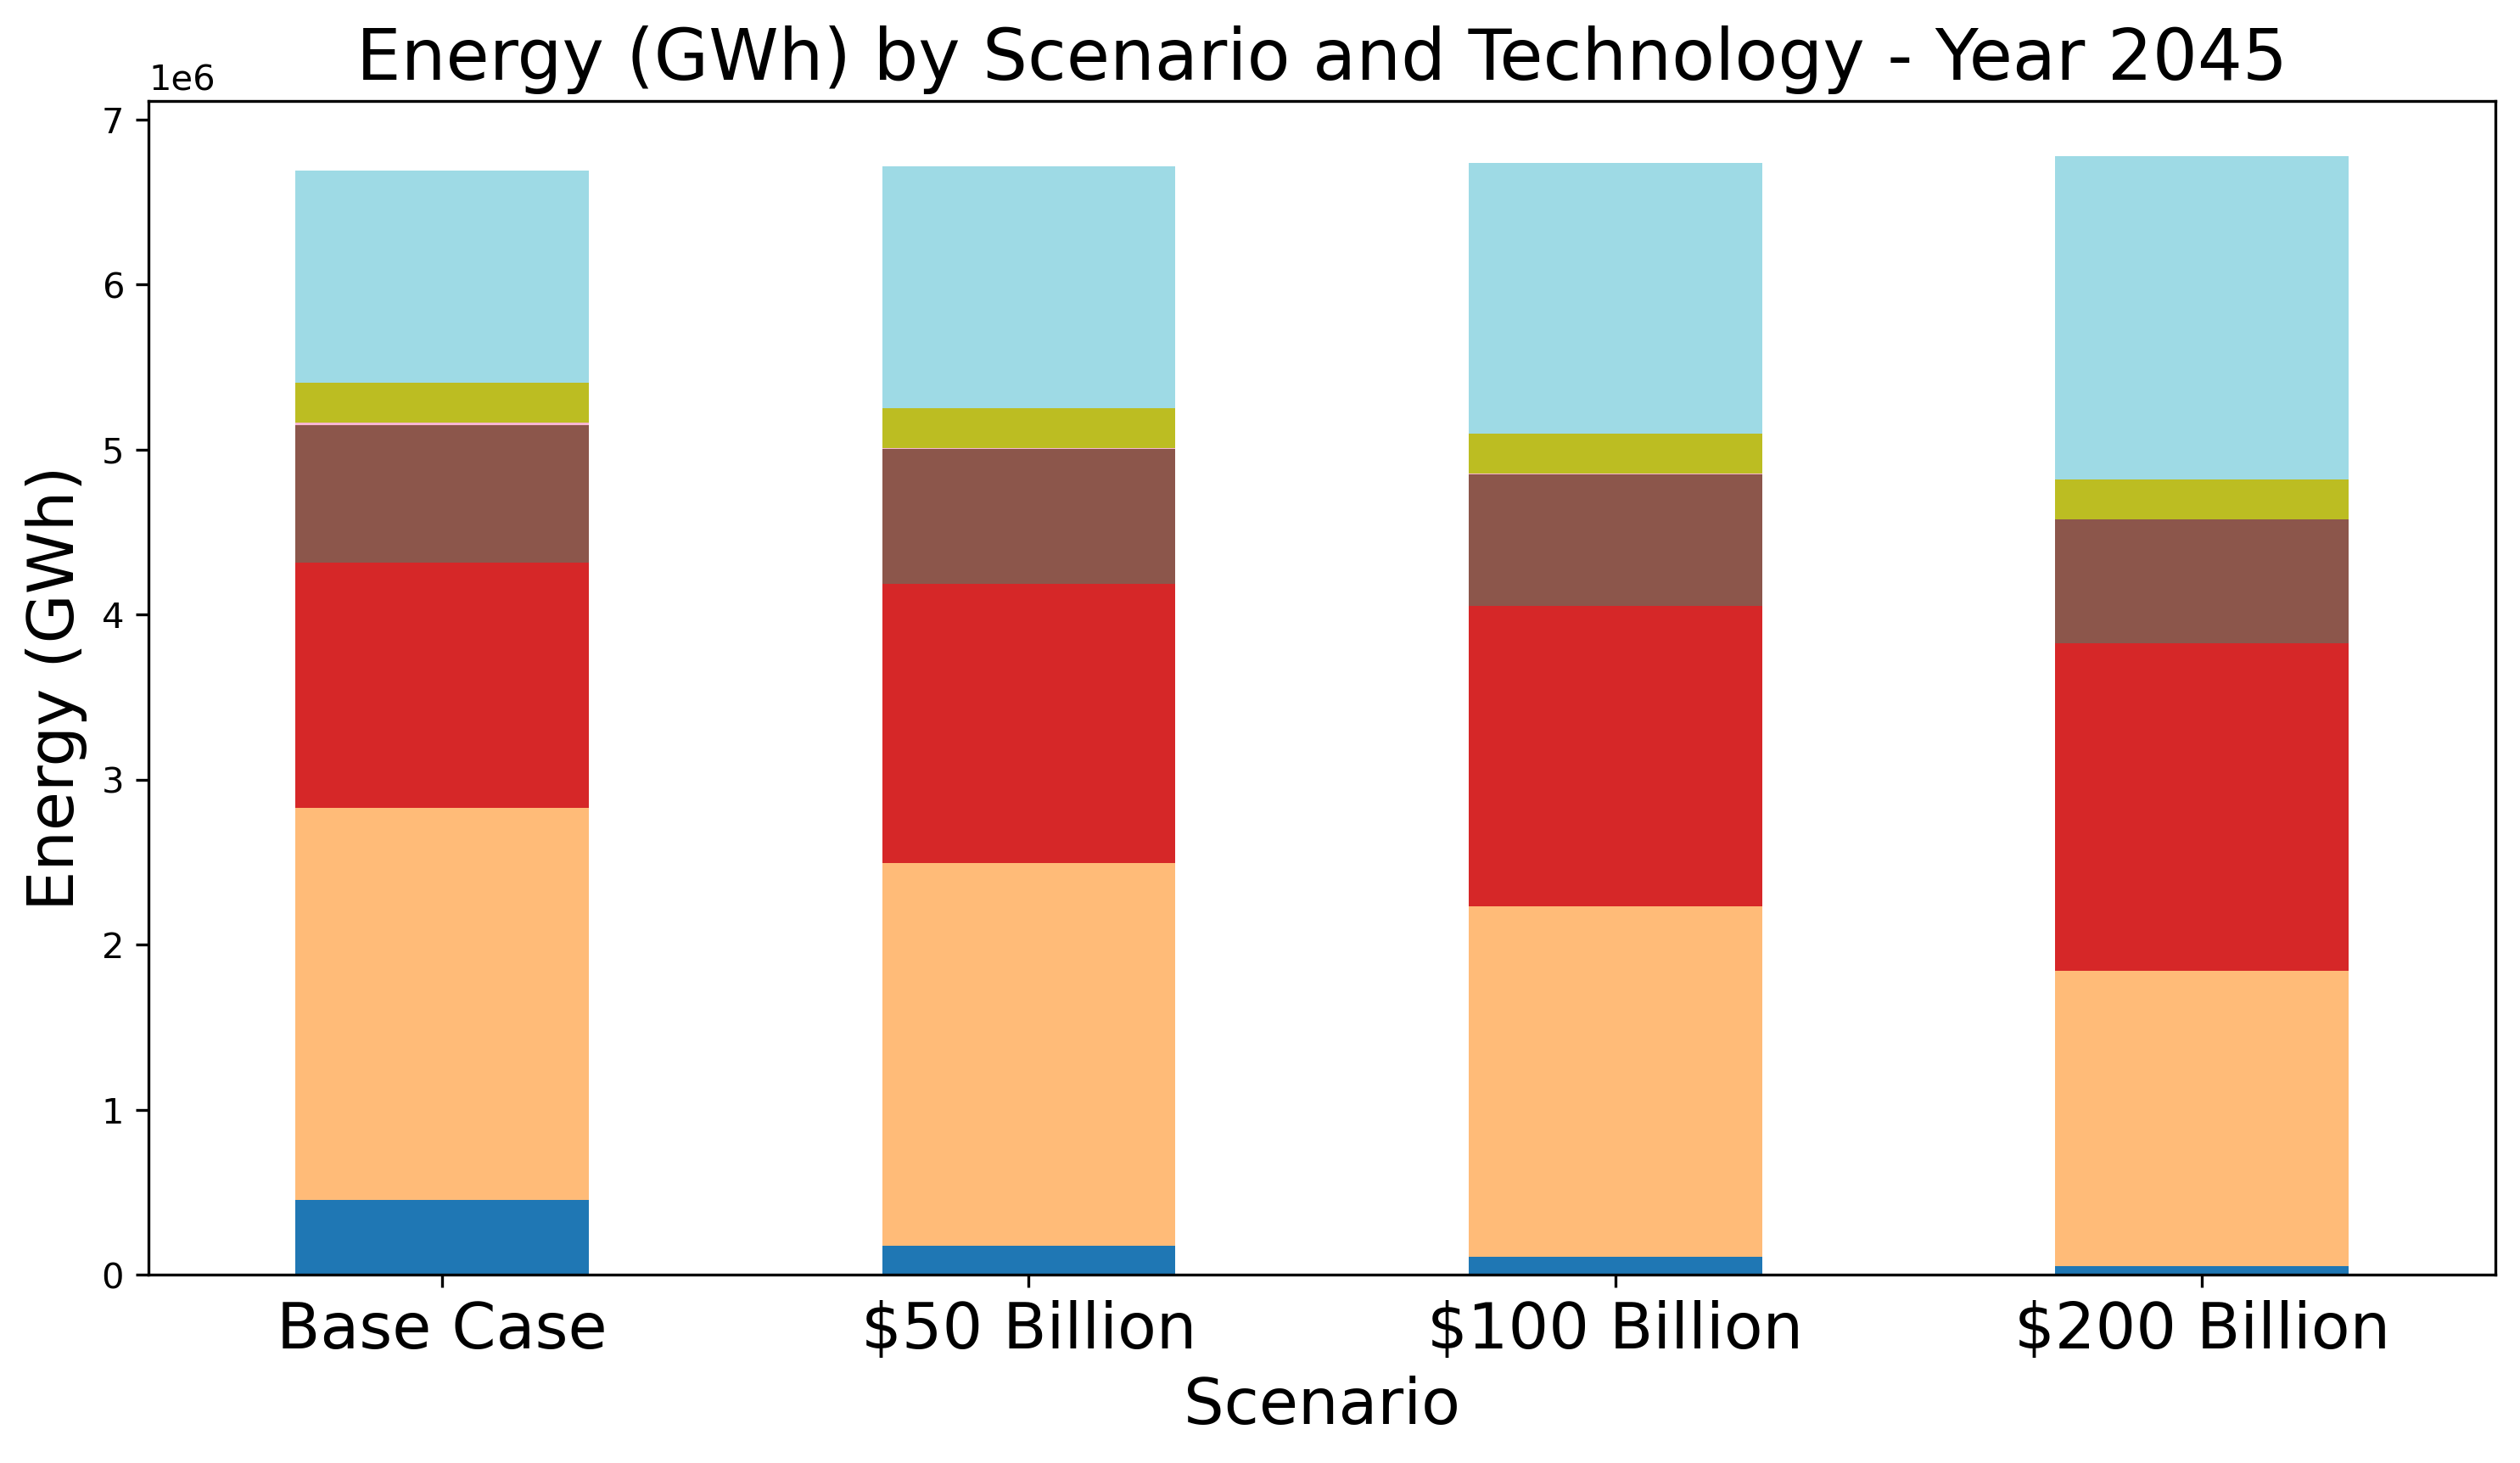 Energy (GWh) by Scenario and Technology - Year 2045
1e6
7
6
5
4
3
2
1
0
Energy (GWh)
Base Case
$50 Billion
$100 Billion
$200 Billion
Scenario